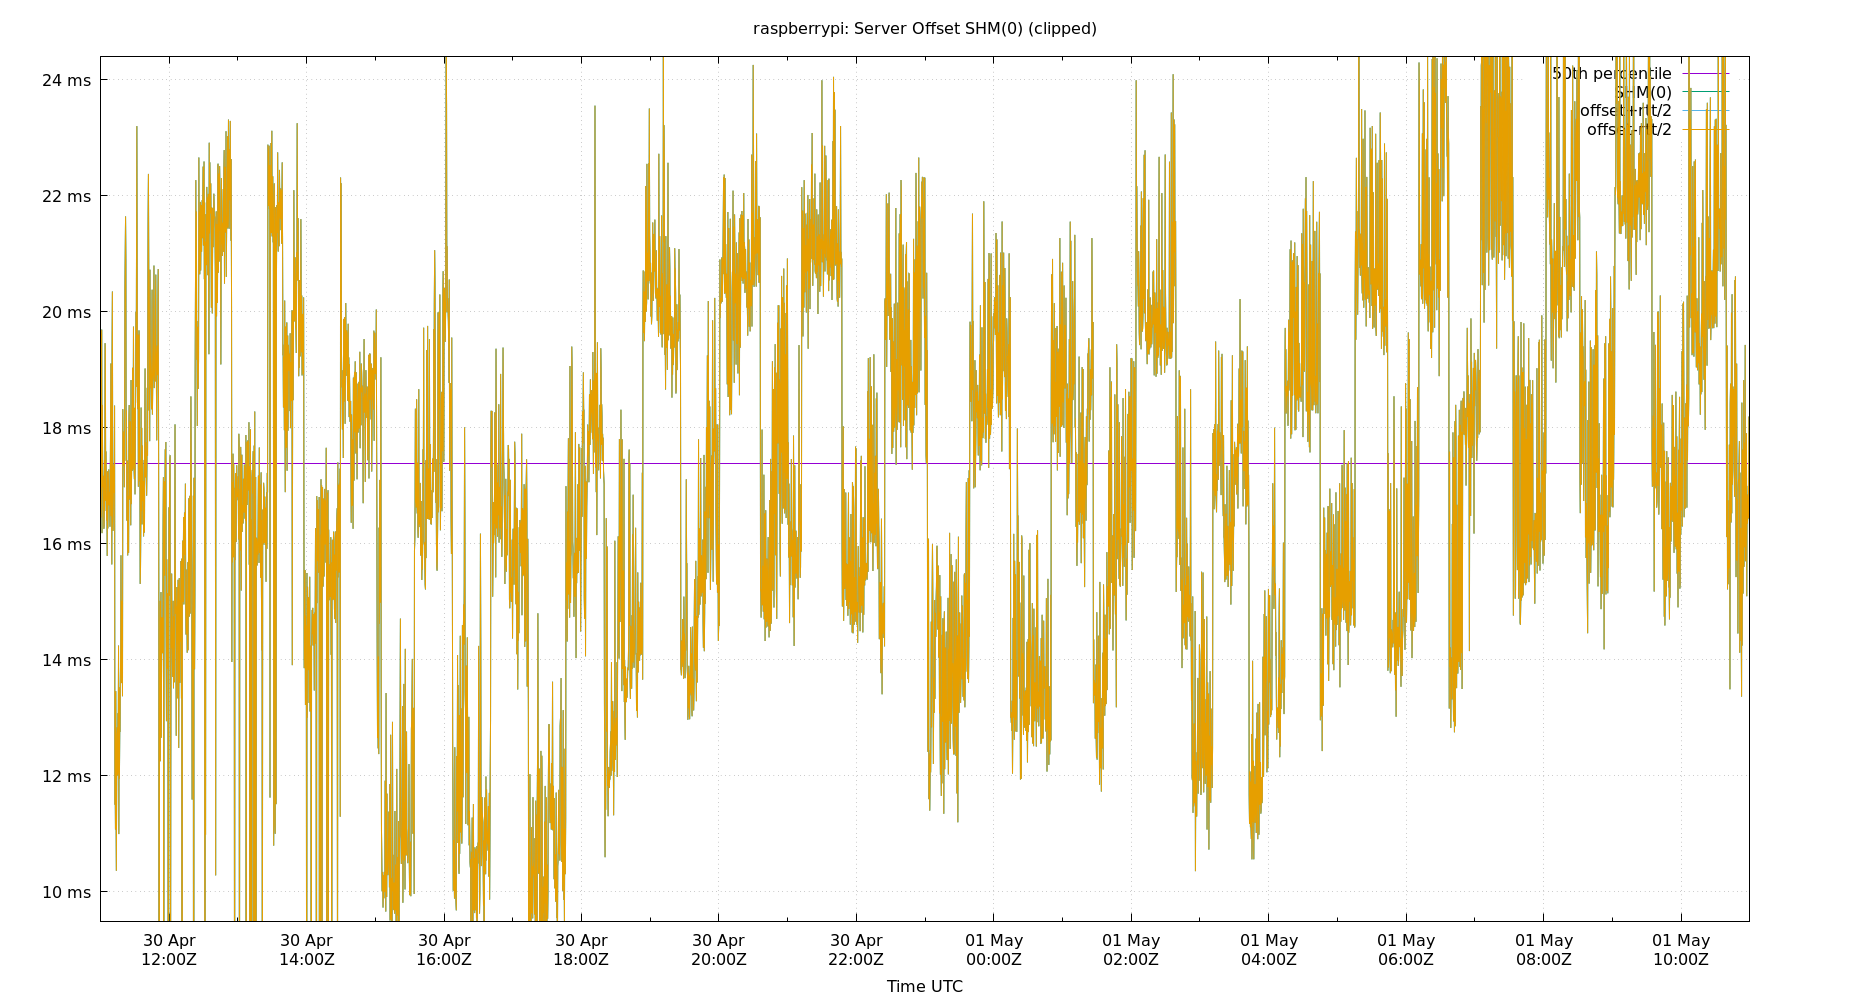 raspberrypi: Server Offset SHM(0) (clipped)
24 ms
22 ms
20 ms
18 ms
16 ms
14 ms
12 ms
10 ms
50th percentile
SHM(0)
offset+rtt/2
offset-rtt/2
30 Apr
12:00Z
30 Apr
14:00Z
30 Apr
16:00Z
30 Apr
18:00Z
30 Apr
20:00Z
30 Apr
22:00Z
01 May
00:00Z
01 May
02:00Z
01 May
04:00Z
01 May
06:00Z
01 May
08:00Z
01 May
10:00Z
Time UTC